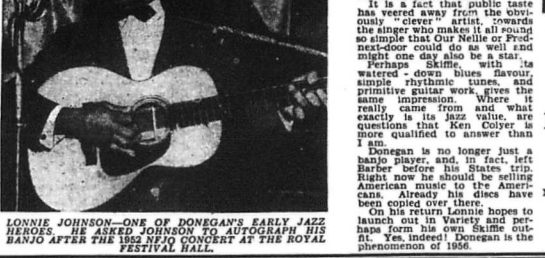 LONNIE JOHNSON—ONE OF DONEGAN'S EARLY JAZZ
HEROES. HE ASKED JOHNSON TO AUTOGRAPH HIS
BANJO AFTER THE 1952 NFJO CONCERT AT THE ROYAL
FESTIVAL HALL.
It is a fact that public taste
has veered away from the obvi-
ously "clever" artist, towards
the singer who makes it all sound
so simple that Our Nellie or Fred-
next-door could do as well and
might one day also be a star.
Perhaps Skiffle, with its
watered - down blues flavour,
simple rhythmic tunes, and
primitive guitar work, gives the
same impression. Where it
really came from and what
exactly is its jazz value, are
questions that Ken Colyer is
more qualified to answer than
I am.
Donegan is no longer just a
banjo player, and, in fact, left
Barber before his States trip.
Right now he should be selling
American music to the Ameri-
cans. Already his discs have
been copied over there.
On his return Lonnie hopes to
launch out in Variety and per-
haps form his own Skiffle out-
fit. Yes, indeed! Donegan is the
phenomenon of 1956.